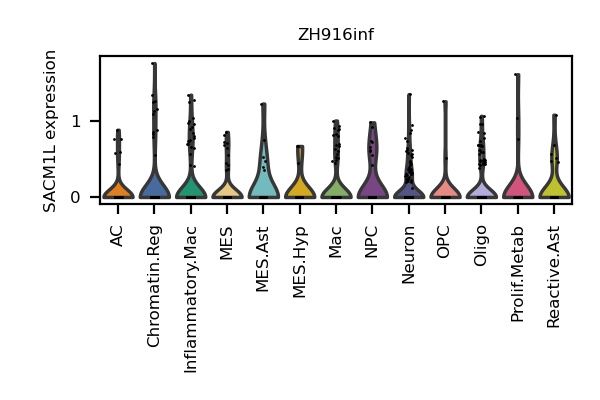 ZH916inf
SACM1L expression
1
0
AC
Chromatin.Reg
Inflammatory.Mac
MES
MES.Ast
MES.Hyp
Mac
NPC
Neuron
OPC
Oligo
Prolif.Metab
Reactive.Ast